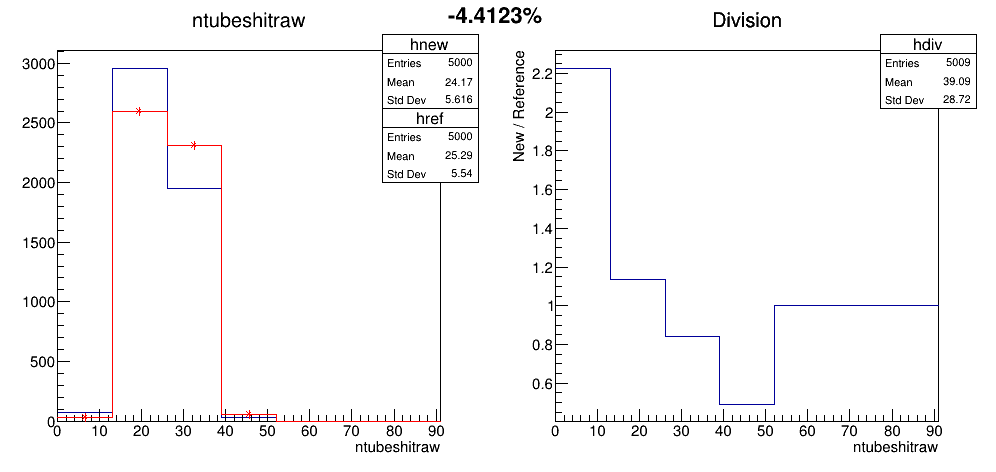 -4.4123%
ntubeshitraw
hnew
Entries 5000
Mean 24.17
Std Dev 5.616
href
Entries 5000
Mean 25.29
Std Dev 5.54
3000
2500
2000
1500
1000
500
0
0 10 20 30 40 50 60 70 80 90
ntubeshitraw
Division
hdiv
Entries 5009
Mean 39.09
Std Dev 28.72
New / Reference
2.2
2
1.8
1.6
1.4
1.2
1
0.8
0.6
0 10 20 30 40 50 60 70 80 90
ntubeshitraw